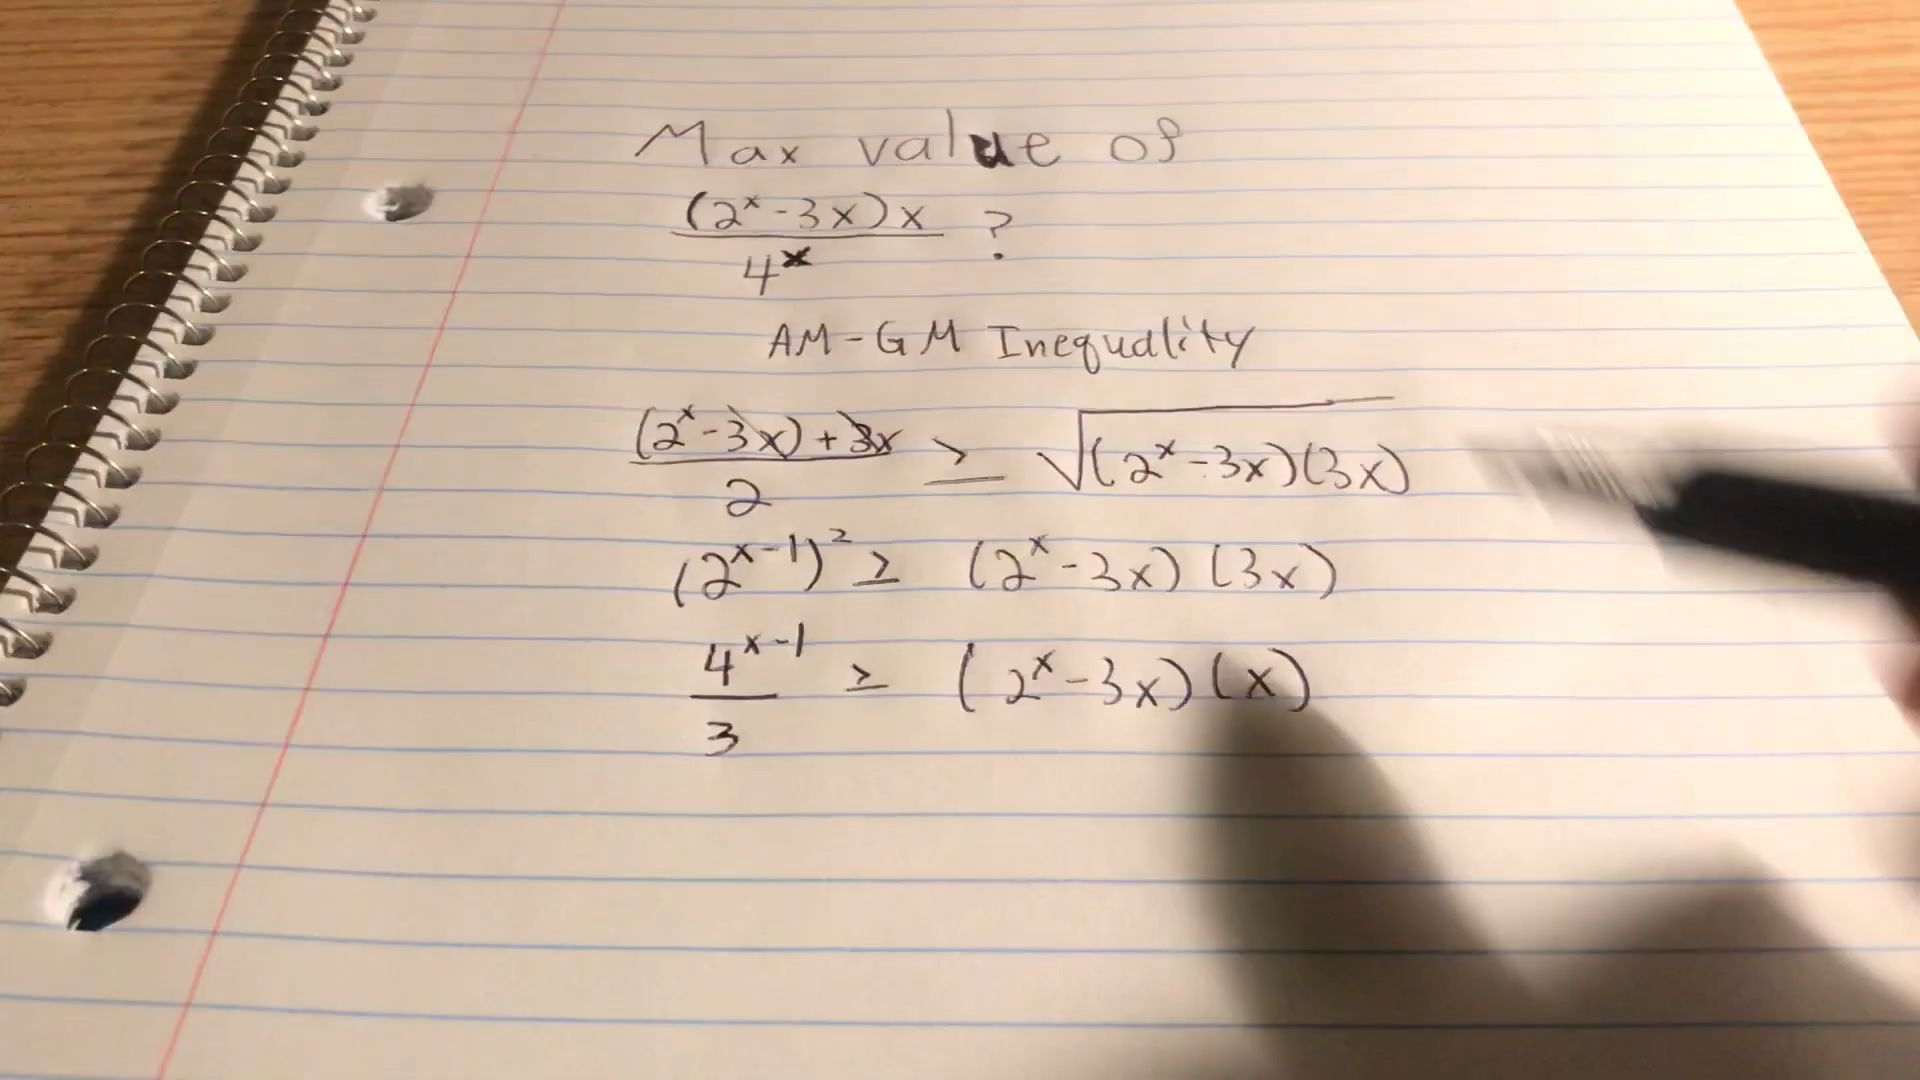 Max value of
(2^x - 3x)x / 4^x ?
AM-GM Inequality
((2^x - 3x) + 3x) / 2 ≥ √((2^x - 3x)(3x))
(2^(x-1))^2 ≥ (2^x - 3x)(3x)
4^(x-1) / 3 ≥ (2^x - 3x)(x)